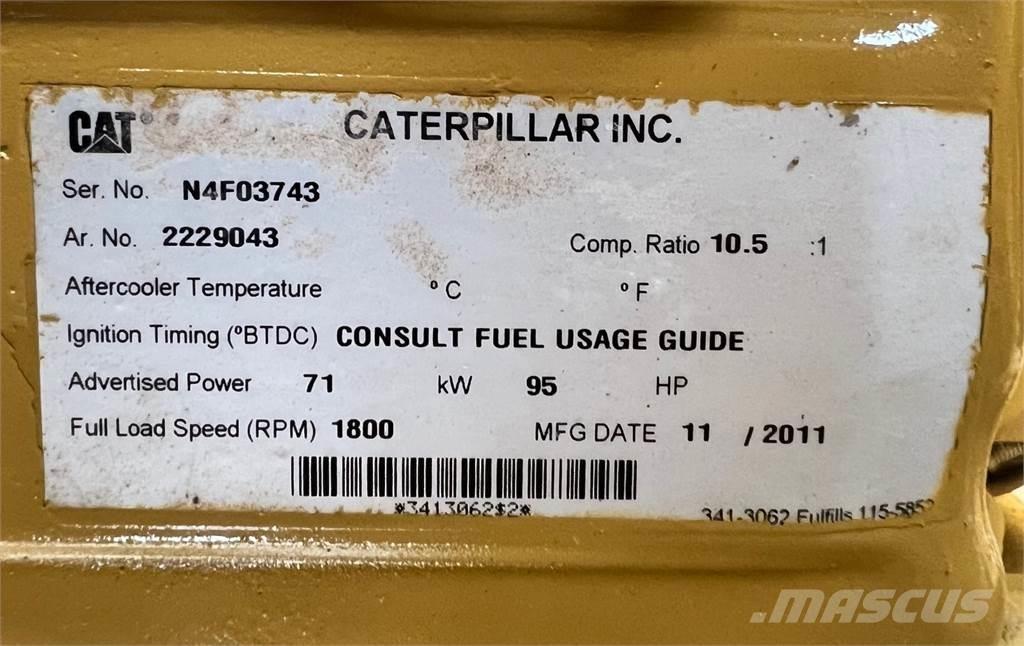 CAT® CATERPILLAR INC.
Ser. No. N4F03743
Ar. No. 2229043 Comp. Ratio 10.5 :1
Aftercooler Temperature º C º F
Ignition Timing (ºBTDC) CONSULT FUEL USAGE GUIDE
Advertised Power 71 kW 95 HP
Full Load Speed (RPM) 1800 MFG DATE 11 / 2011
*3413062$2*
341-3062 Fulfills
.MASCUS